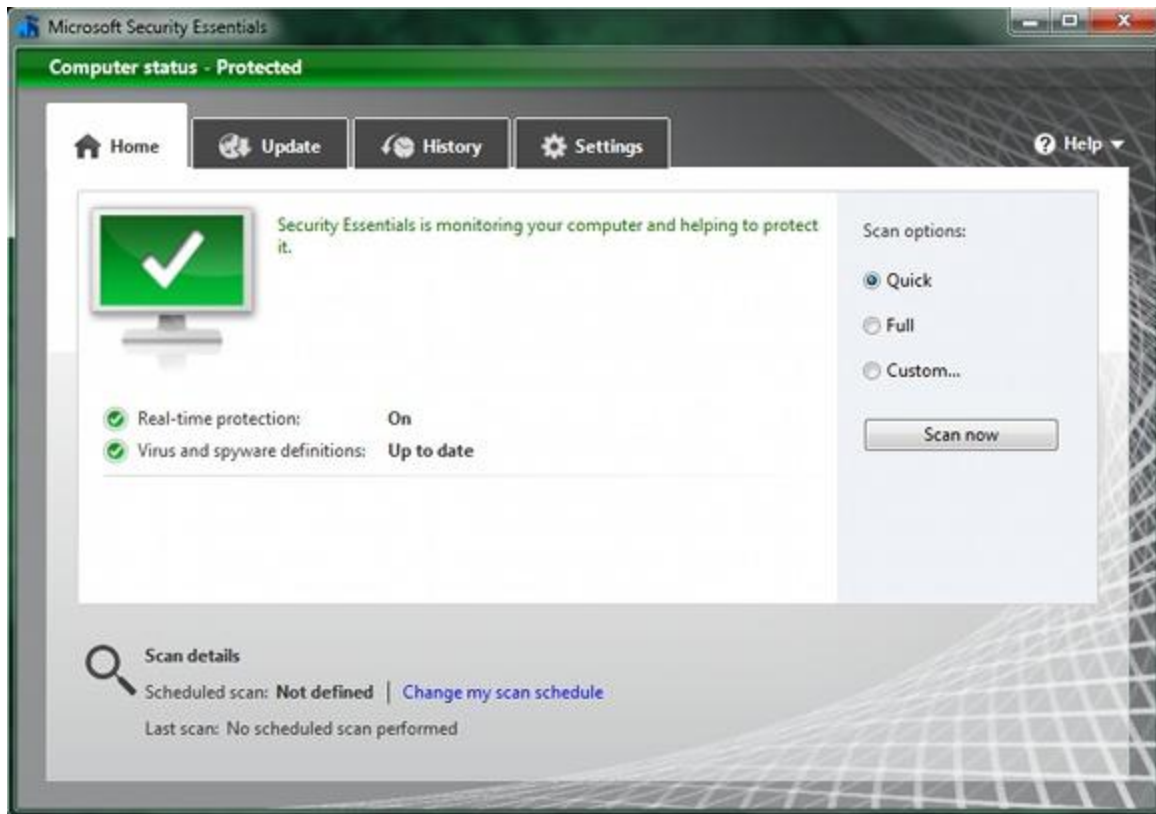 Microsoft Security Essentials
Computer status - Protected
Home
Update
History
Settings
Help
Security Essentials is monitoring your computer and helping to protect
it.
Scan options:
Quick
Full
Custom...
Real-time protection: On
Virus and spyware definitions: Up to date
Scan now
Scan details
Scheduled scan: Not defined | Change my scan schedule
Last scan: No scheduled scan performed